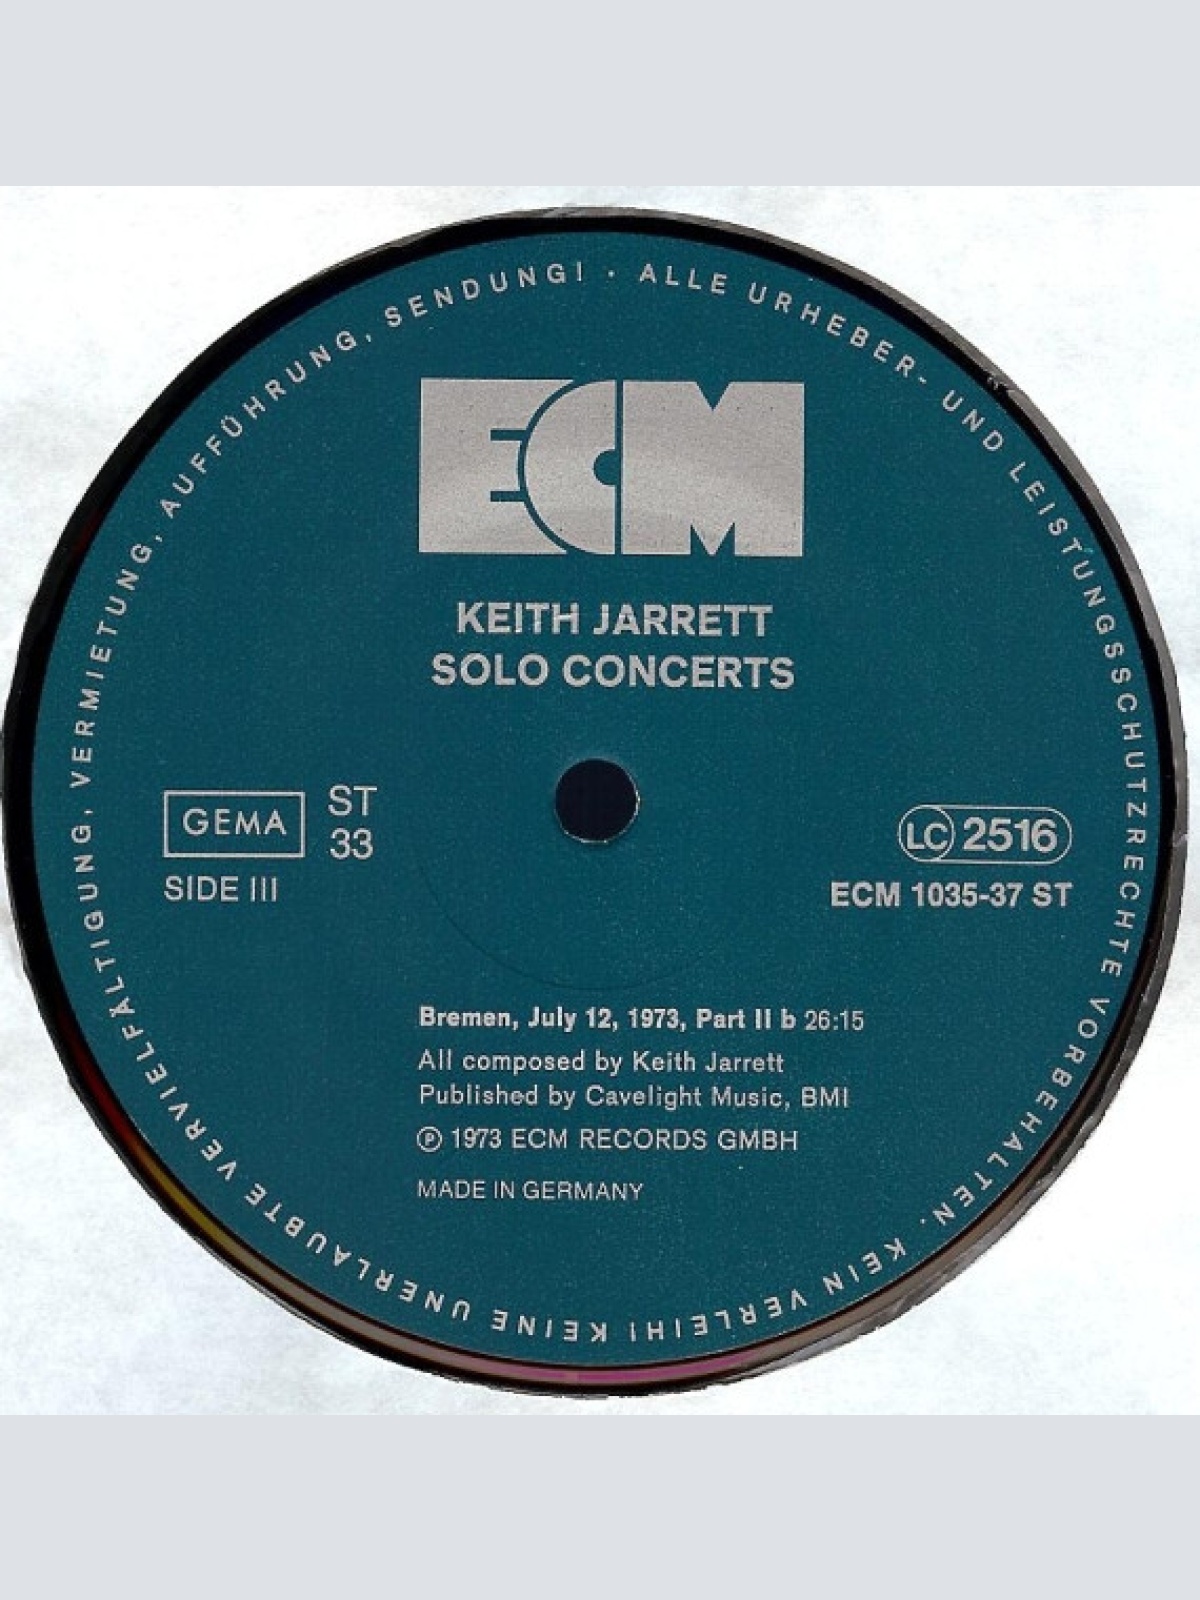 ALLE URHEBER- UND LEISTUNGSSCHUTZRECHTE VORBEHALTEN. KEIN VERLEIH! KEINE UNERLAUBTE VERVIELFÄLTIGUNG, VERMIETUNG, AUFFÜHRUNG, SENDUNG! ·
ECM
KEITH JARRETT
SOLO CONCERTS
GEMA
ST
33
SIDE III
LC 2516
ECM 1035-37 ST
Bremen, July 12, 1973, Part II b 26:15
All composed by Keith Jarrett
Published by Cavelight Music, BMI
Ⓟ 1973 ECM RECORDS GMBH
MADE IN GERMANY